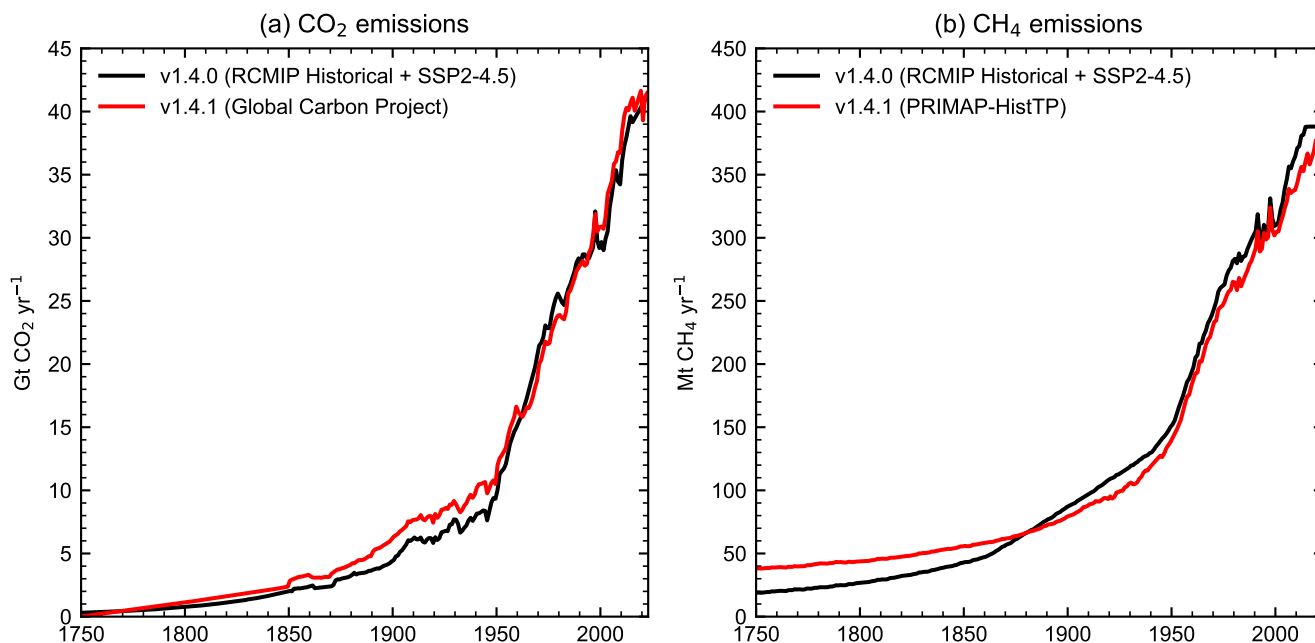 (a) CO₂ emissions
45
40
35
30
25
20
15
10
5
0
Gt CO₂ yr⁻¹
v1.4.0 (RCMIP Historical + SSP2-4.5)
v1.4.1 (Global Carbon Project)
1750 1800 1850 1900 1950 2000
(b) CH₄ emissions
450
400
350
300
250
200
150
100
50
0
Mt CH₄ yr⁻¹
v1.4.0 (RCMIP Historical + SSP2-4.5)
v1.4.1 (PRIMAP-HistTP)
1750 1800 1850 1900 1950 2000